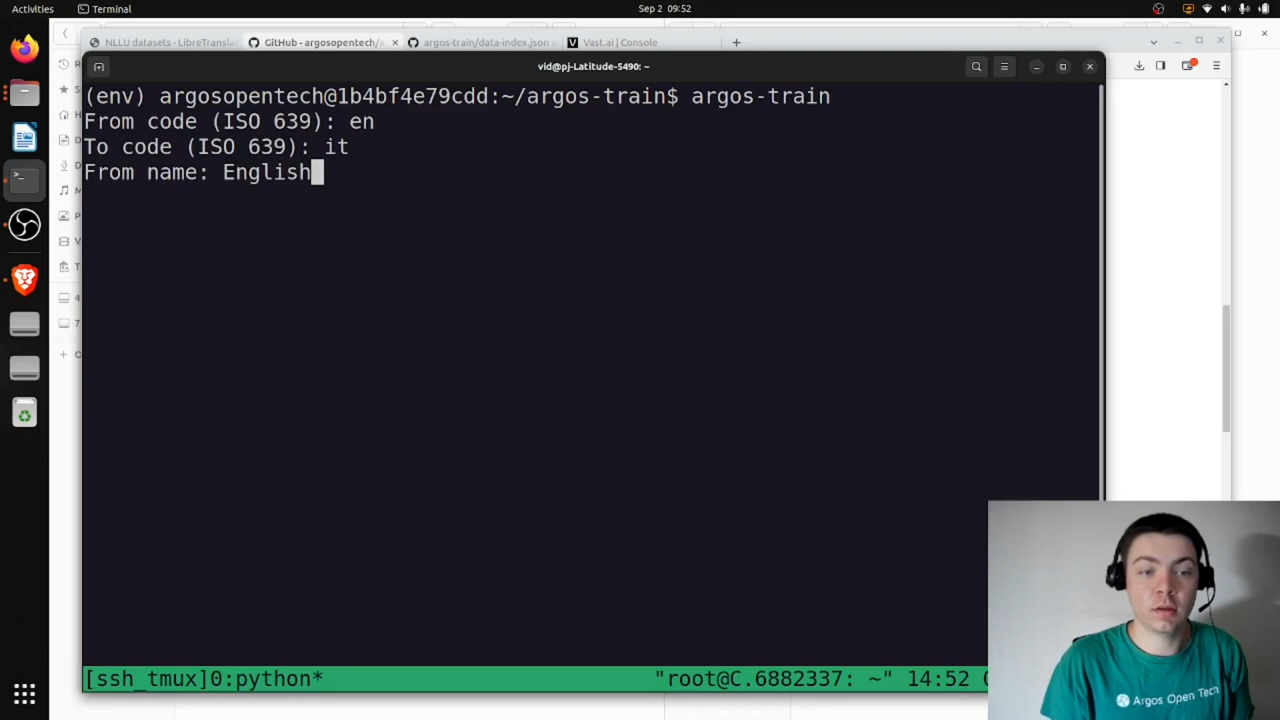 Activities
Terminal
Sep 2 09:52
NLLU datasets - LibreTransla
GitHub - argosopentech/a
argos-train/data-index.json a
Vast.ai | Console
vid@pj-Latitude-5490: ~
(env) argosopentech@1b4bf4e79cdd:~/argos-train$ argos-train
From code (ISO 639): en
To code (ISO 639): it
From name: English
[ssh_tmux]0:python*
"root@C.6882337: ~" 14:52
Argos Open Tech